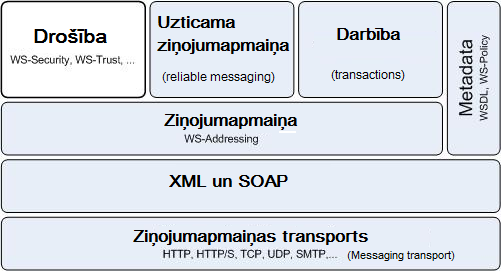 Drošība
WS-Security, WS-Trust, ...
Uzticama
ziņojumapmaiņa
(reliable messaging)
Darbība
(transactions)
Metadata
WSDL, WS-Policy
Ziņojumapmaiņa
WS-Addressing
XML un SOAP
Ziņojumapmaiņas transports
HTTP, HTTP/S, TCP, UDP, SMTP,... (Messaging transport)